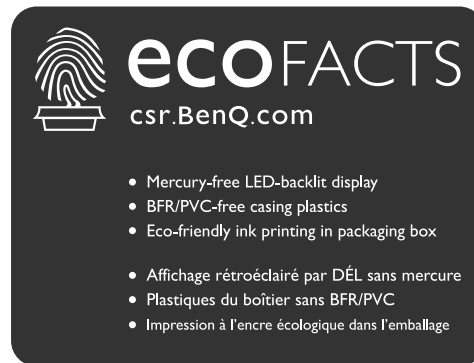 ecoFACTS
csr.BenQ.com
• Mercury-free LED-backlit display
• BFR/PVC-free casing plastics
• Eco-friendly ink printing in packaging box
• Affichage rétroéclairé par DÉL sans mercure
• Plastiques du boîtier sans BFR/PVC
• Impression à l'encre écologique dans l'emballage